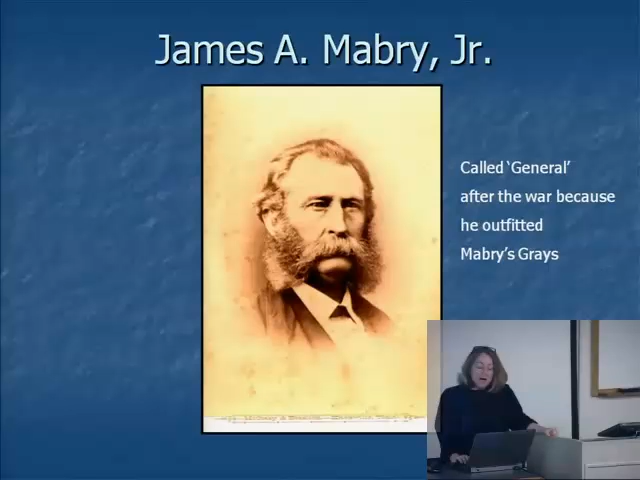 James A. Mabry, Jr.
Called ‘General’
after the war because
he outfitted
Mabry’s Grays